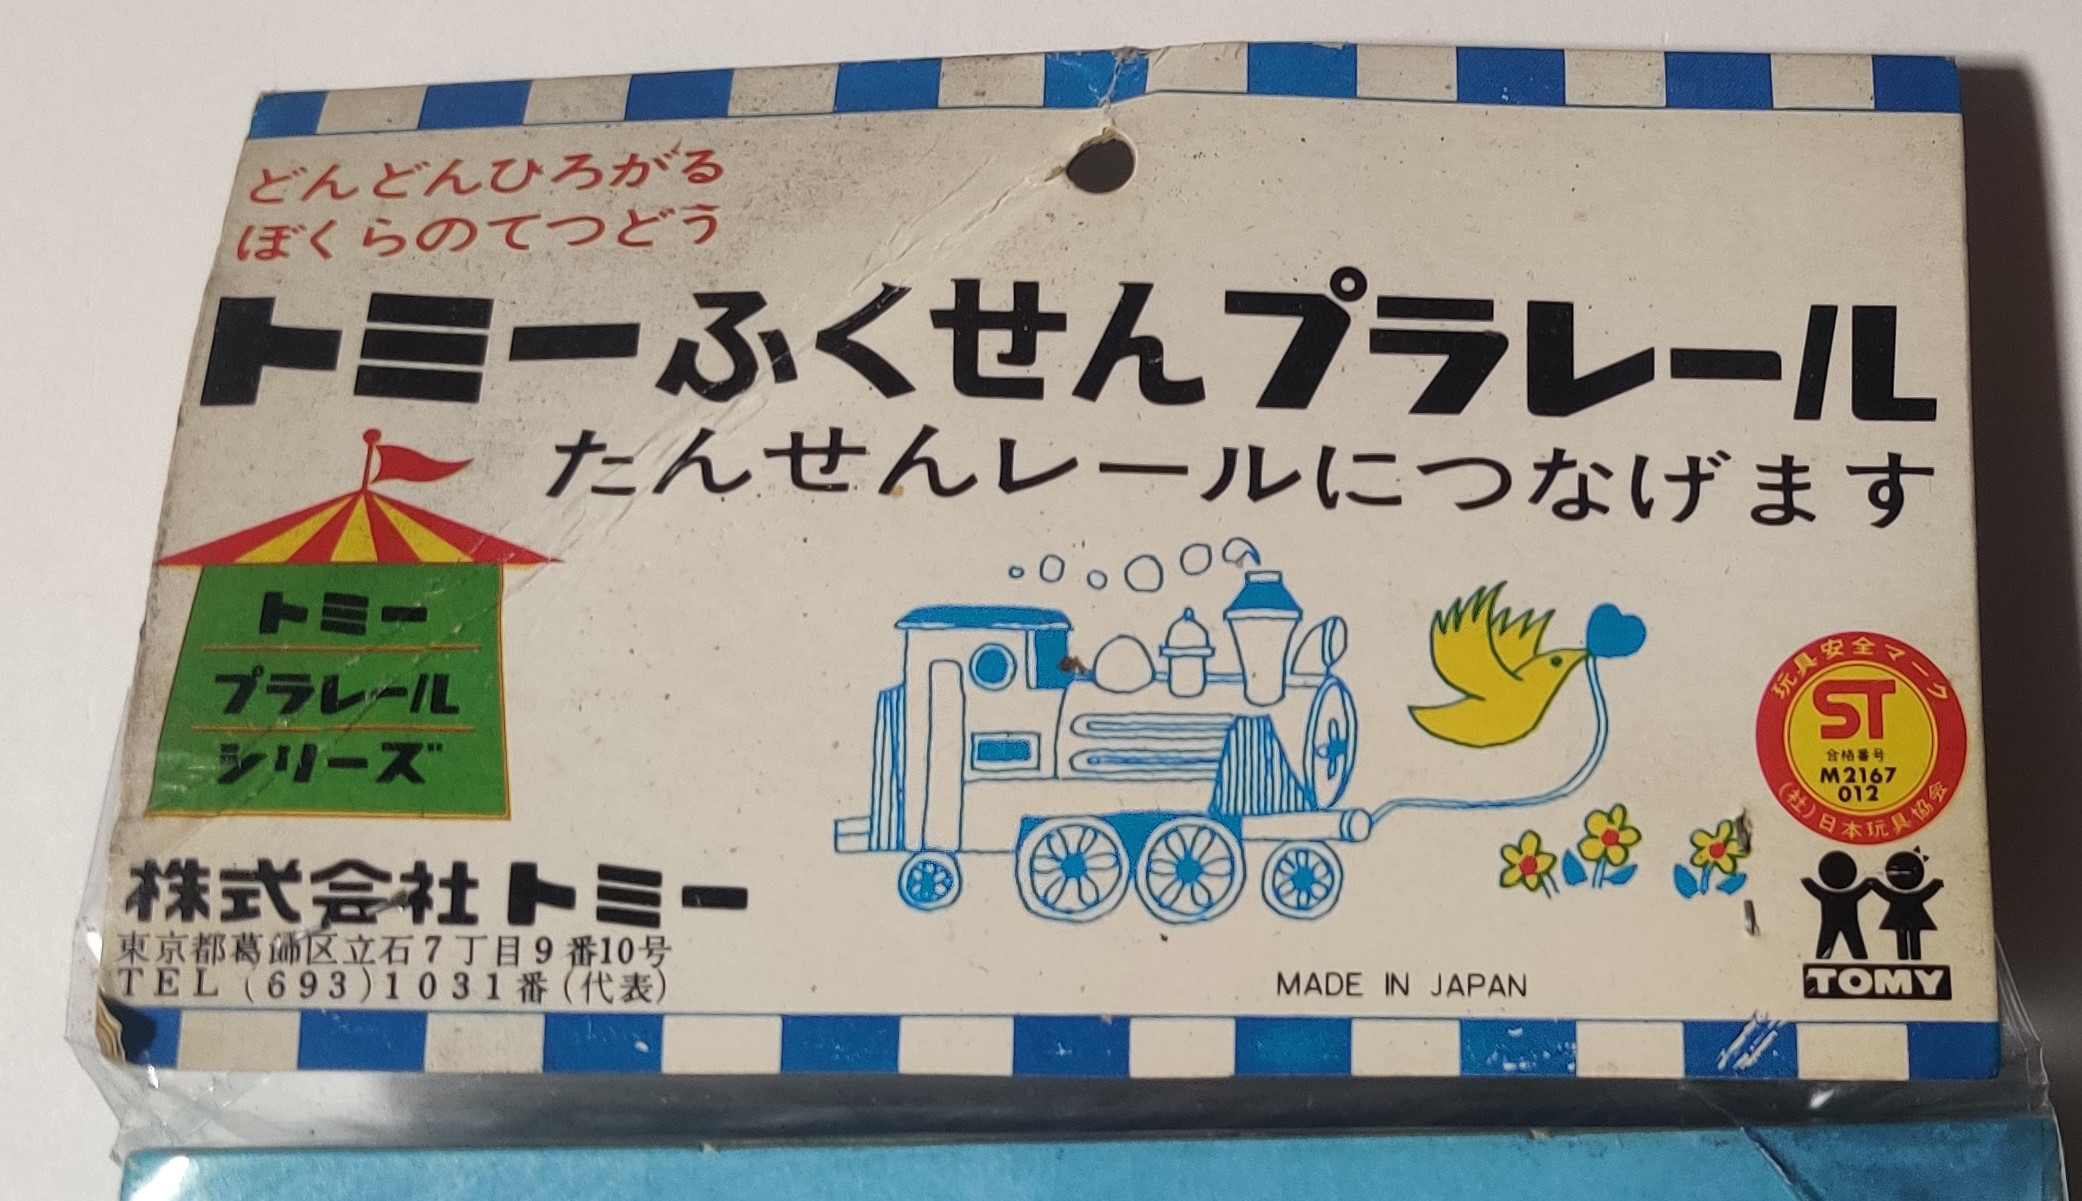 どんどんひろがる
ぼくらのてつどう
トミーふくせんプラレール
たんせんレールにつなげます
トミー
プラレール
シリーズ
玩具安全マーク
ST
合格番号
M2167
012
(社)日本玩具協会
株式会社トミー
東京都葛飾区立石7丁目9番10号
TEL (693)1031番(代表)
MADE IN JAPAN
TOMY